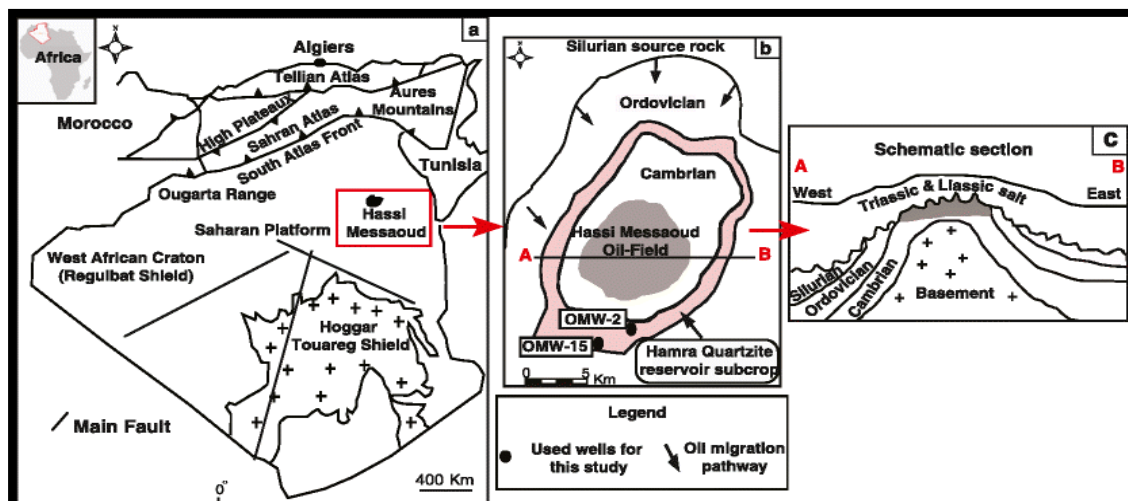 Africa
N
a
Algiers
Tellian Atlas
Aures
Mountains
High Plateaux
Sahran Atlas
South Atlas Front
Morocco
Tunisia
Ougarta Range
Hassi
Messaoud
Saharan Platform
West African Craton
(Reguibat Shield)
Hoggar
Touareg Shield
Main Fault
400 Km
0°
N
b
Silurian source rock
Ordovician
Cambrian
Hassi Messaoud
Oil-Field
A
B
OMW-2
OMW-15
Hamra Quartzite
reservoir subcrop
0
5
Km
Legend
Used wells for
this study
Oil migration
pathway
C
A
B
Schematic section
West
East
Triassic & Liassic salt
Silurian
Ordovician
Cambrian
Basement